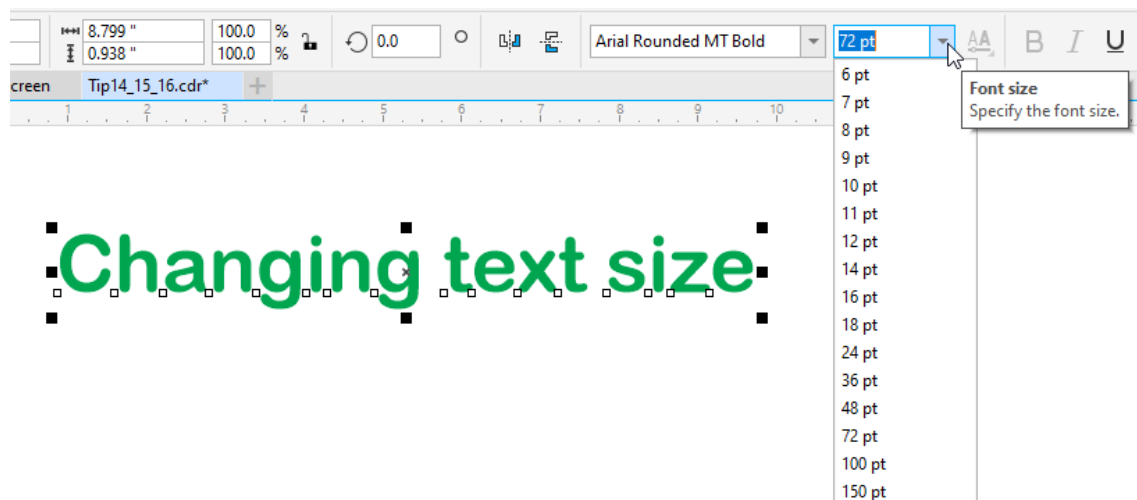 8.799 " 100.0 %
0.938 " 100.0 %
0.0
Arial Rounded MT Bold
72 pt
AA B I U
creen Tip14_15_16.cdr* +
1 2 3 4 5 6 7 8 9 10
Font size
Specify the font size.
Changing text size
6 pt
7 pt
8 pt
9 pt
10 pt
11 pt
12 pt
14 pt
16 pt
18 pt
24 pt
36 pt
48 pt
72 pt
100 pt
150 pt